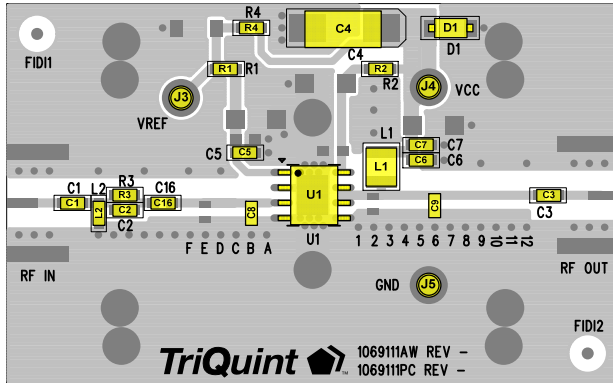 R4
R4
C4
D1
D1
FIDI1
C4
R1
R1
R2
R2
J3
J4
VCC
VREF
L1
C7
C7
C5
C5
L1
C6
C6
R3
C1
L2
R3
C16
U1
C3
C1
L2
C2
C16
C8
C9
C3
C2
U1
F E D C B A
1 2 3 4 5 6 7 8 9 10 11 12
RF IN
RF OUT
GND
J5
FIDI2
TriQuint
TM
1069111AW REV -
1069111PC REV -